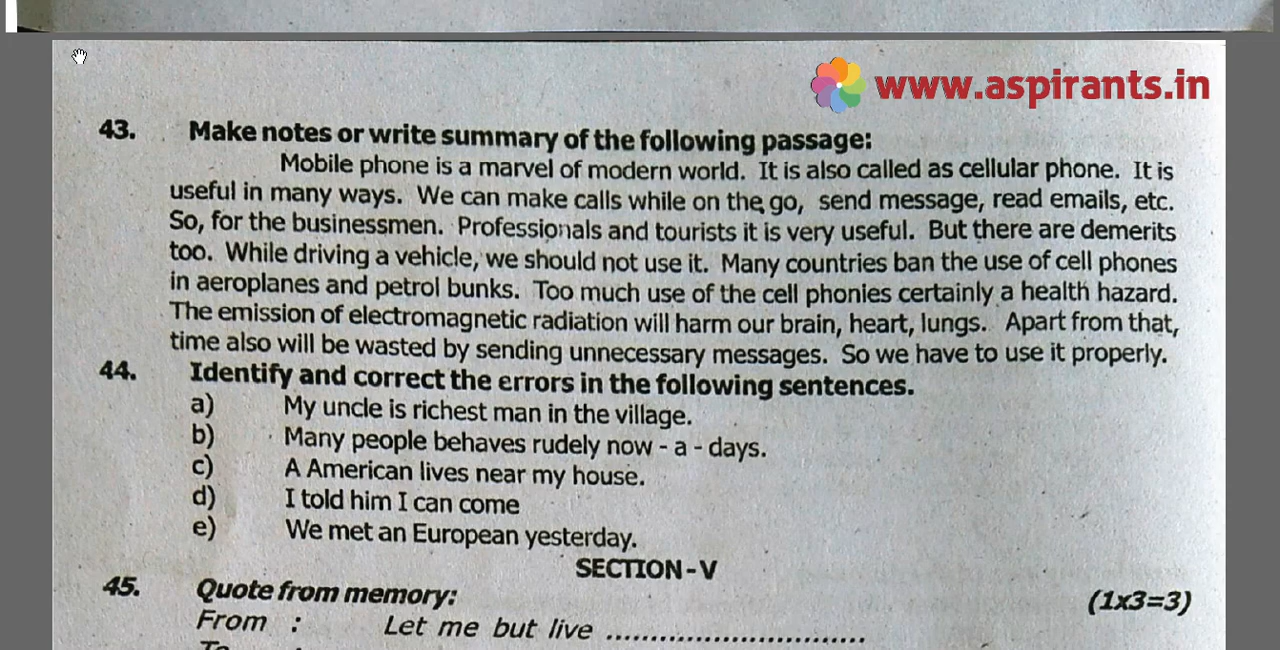 www.aspirants.in
43. Make notes or write summary of the following passage:
Mobile phone is a marvel of modern world. It is also called as cellular phone. It is
useful in many ways. We can make calls while on the go, send message, read emails, etc.
So, for the businessmen. Professionals and tourists it is very useful. But there are demerits
too. While driving a vehicle, we should not use it. Many countries ban the use of cell phones
in aeroplanes and petrol bunks. Too much use of the cell phonies certainly a health hazard.
The emission of electromagnetic radiation will harm our brain, heart, lungs. Apart from that,
time also will be wasted by sending unnecessary messages. So we have to use it properly.
44. Identify and correct the errors in the following sentences.
a) My uncle is richest man in the village.
b) Many people behaves rudely now - a - days.
c) A American lives near my house.
d) I told him I can come
e) We met an European yesterday.
SECTION - V
45. Quote from memory: (1x3=3)
From : Let me but live .............................